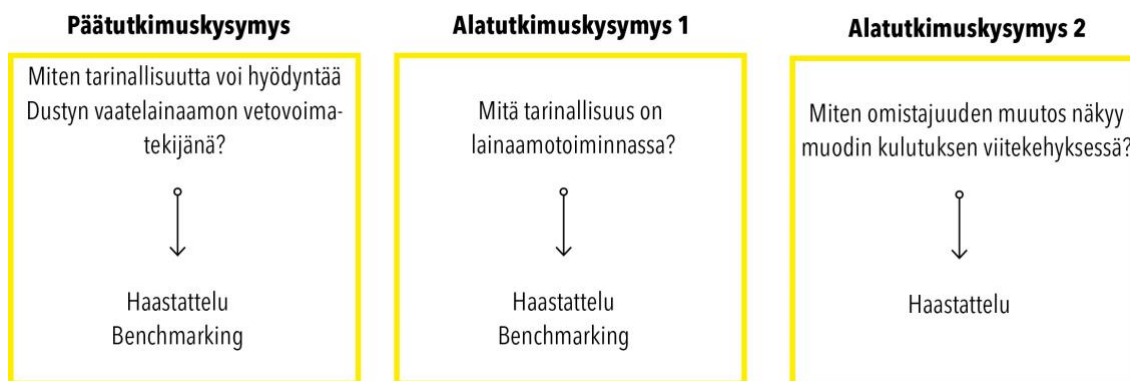 Päätutkimuskysymys
Miten tarinallisuutta voi hyödyntää
Dustyn vaatelainaamon vetovoima-
tekijänä?
Haastattelu
Benchmarking
Alatutkimuskysymys 1
Mitä tarinallisuus on
lainaamotoiminnassa?
Haastattelu
Benchmarking
Alatutkimuskysymys 2
Miten omistajuuden muutos näkyy
muodin kulutuksen viitekehyksessä?
Haastattelu